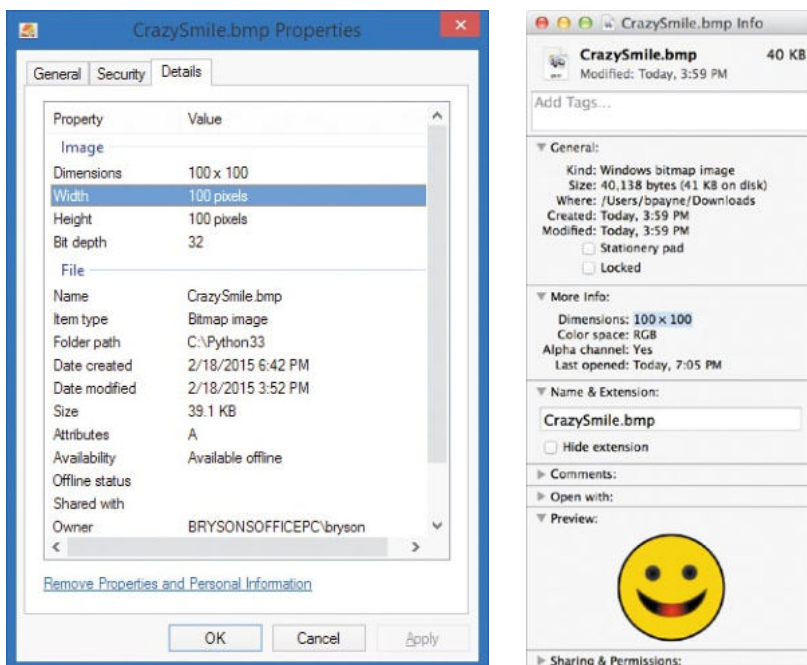 CrazySmile.bmp Properties
General Security Details
Property Value
Image
Dimensions 100 x 100
Width 100 pixels
Height 100 pixels
Bit depth 32
File
Name CrazySmile.bmp
Item type Bitmap image
Folder path C:\Python33
Date created 2/18/2015 6:42 PM
Date modified 2/18/2015 3:52 PM
Size 39.1 KB
Attributes A
Availability Available offline
Offline status
Shared with
Owner BRYSONSOFFICEPC\bryson
Remove Properties and Personal Information
OK Cancel Apply
CrazySmile.bmp Info
CrazySmile.bmp 40 KB
Modified: Today, 3:59 PM
Add Tags...
General:
Kind: Windows bitmap image
Size: 40,138 bytes (41 KB on disk)
Where: /Users/bpayne/Downloads
Created: Today, 3:59 PM
Modified: Today, 3:59 PM
Stationery pad
Locked
More Info:
Dimensions: 100 × 100
Color space: RGB
Alpha channel: Yes
Last opened: Today, 7:05 PM
Name & Extension:
CrazySmile.bmp
Hide extension
Comments:
Open with:
Preview:
Sharing & Permissions: